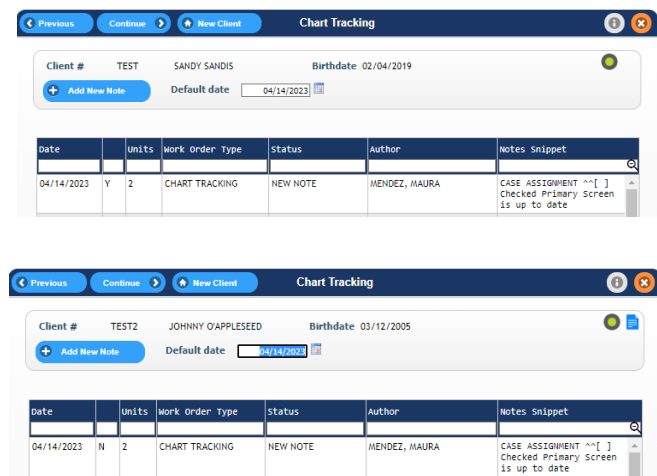 Previous Continue New Client Chart Tracking
Client # TEST SANDY SANDIS Birthdate 02/04/2019
Add New Note Default date 04/14/2023
Date Units Work Order Type Status Author Notes Snippet
04/14/2023 Y 2 CHART TRACKING NEW NOTE MENDEZ, MAURA CASE ASSIGNMENT ^^[ ]
Checked Primary Screen
is up to date
Previous Continue New Client Chart Tracking
Client # TEST2 JOHNNY O'APPLESEED Birthdate 03/12/2005
Add New Note Default date 04/14/2023
Date Units Work Order Type Status Author Notes Snippet
04/14/2023 N 2 CHART TRACKING NEW NOTE MENDEZ, MAURA CASE ASSIGNMENT ^^[ ]
Checked Primary Screen
is up to date